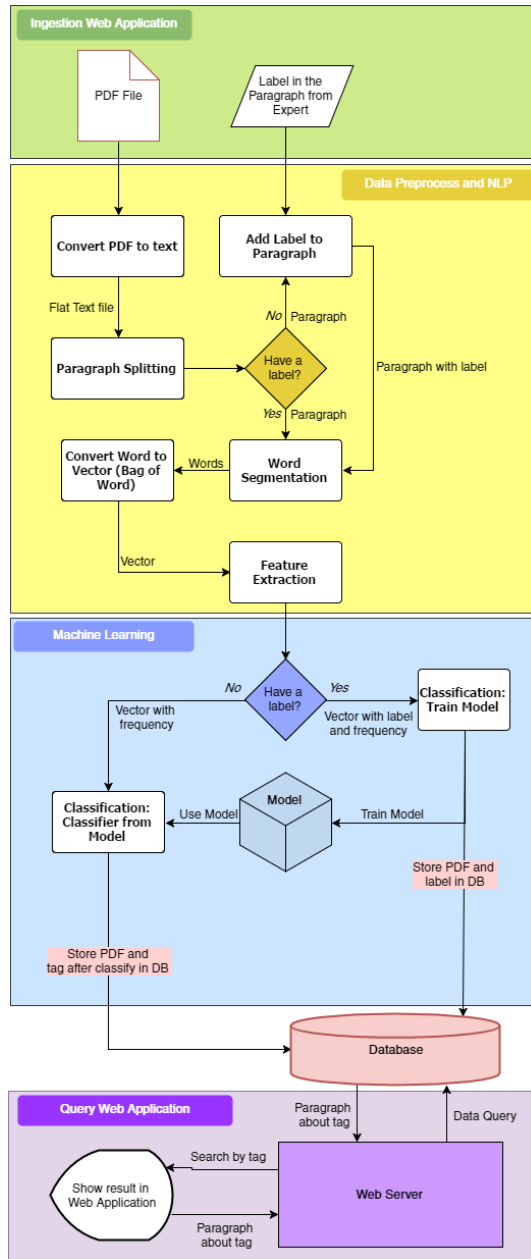 Ingestion Web Application
PDF File
Label in the
Paragraph from
Expert
Data Preprocess and NLP
Convert PDF to text
Add Label to
Paragraph
Flat Text file
No Paragraph
Paragraph Splitting
Have a
label?
Paragraph with label
Yes Paragraph
Convert Word to
Vector (Bag of
Word)
Words
Word
Segmentation
Vector
Feature
Extraction
Machine Learning
No
Have a
label?
Yes
Classification:
Train Model
Vector with
frequency
Vector with label
and frequency
Classification:
Classifier from
Model
Use Model
Model
Train Model
Store PDF and
label in DB
Store PDF and
tag after classify in DB
Database
Query Web Application
Paragraph
about tag
Data Query
Search by tag
Show result in
Web Application
Web Server
Paragraph
about tag